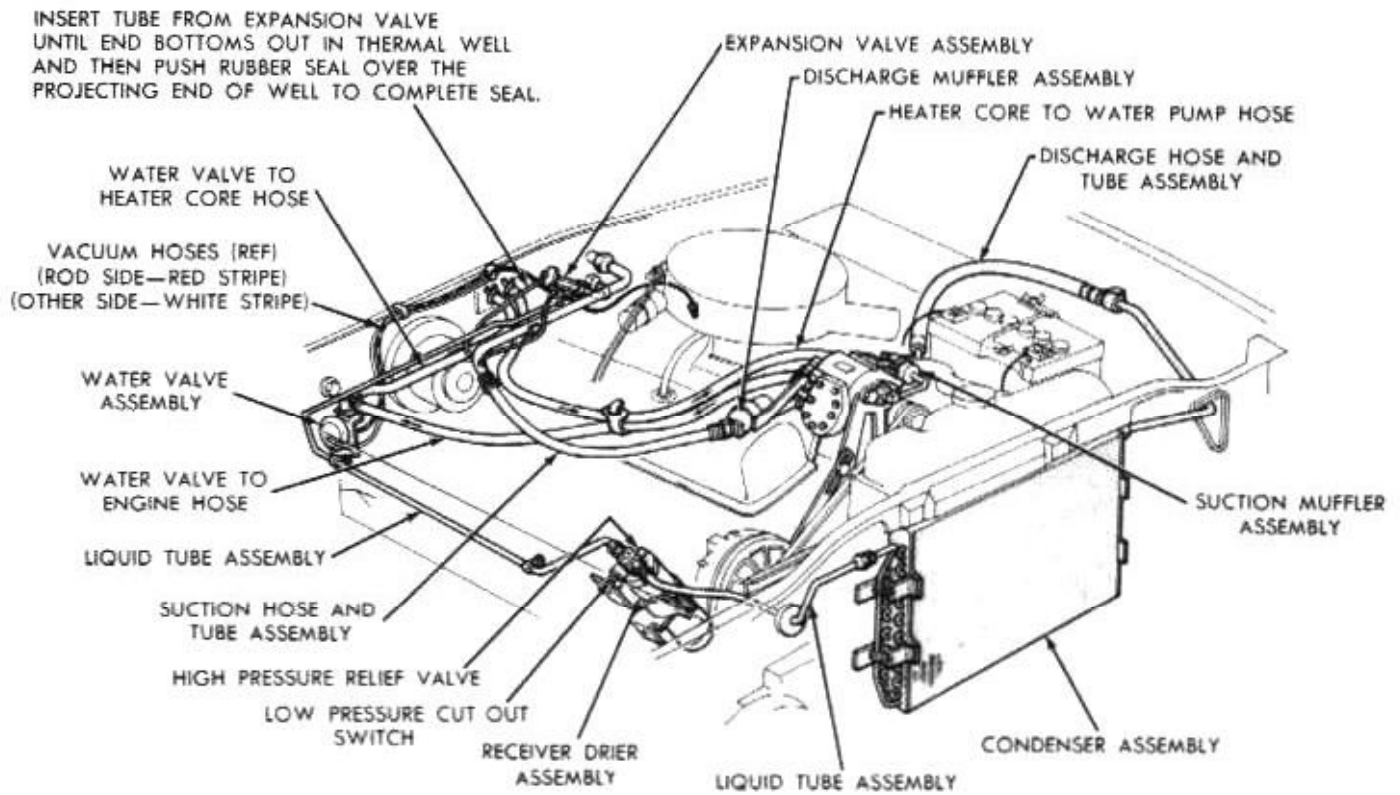 INSERT TUBE FROM EXPANSION VALVE
UNTIL END BOTTOMS OUT IN THERMAL WELL
AND THEN PUSH RUBBER SEAL OVER THE
PROJECTING END OF WELL TO COMPLETE SEAL.
EXPANSION VALVE ASSEMBLY
DISCHARGE MUFFLER ASSEMBLY
HEATER CORE TO WATER PUMP HOSE
DISCHARGE HOSE AND
TUBE ASSEMBLY
WATER VALVE TO
HEATER CORE HOSE
VACUUM HOSES (REF)
(ROD SIDE—RED STRIPE)
(OTHER SIDE—WHITE STRIPE)
WATER VALVE
ASSEMBLY
WATER VALVE TO
ENGINE HOSE
LIQUID TUBE ASSEMBLY
SUCTION HOSE AND
TUBE ASSEMBLY
HIGH PRESSURE RELIEF VALVE
LOW PRESSURE CUT OUT
SWITCH
RECEIVER DRIER
ASSEMBLY
LIQUID TUBE ASSEMBLY
CONDENSER ASSEMBLY
SUCTION MUFFLER
ASSEMBLY